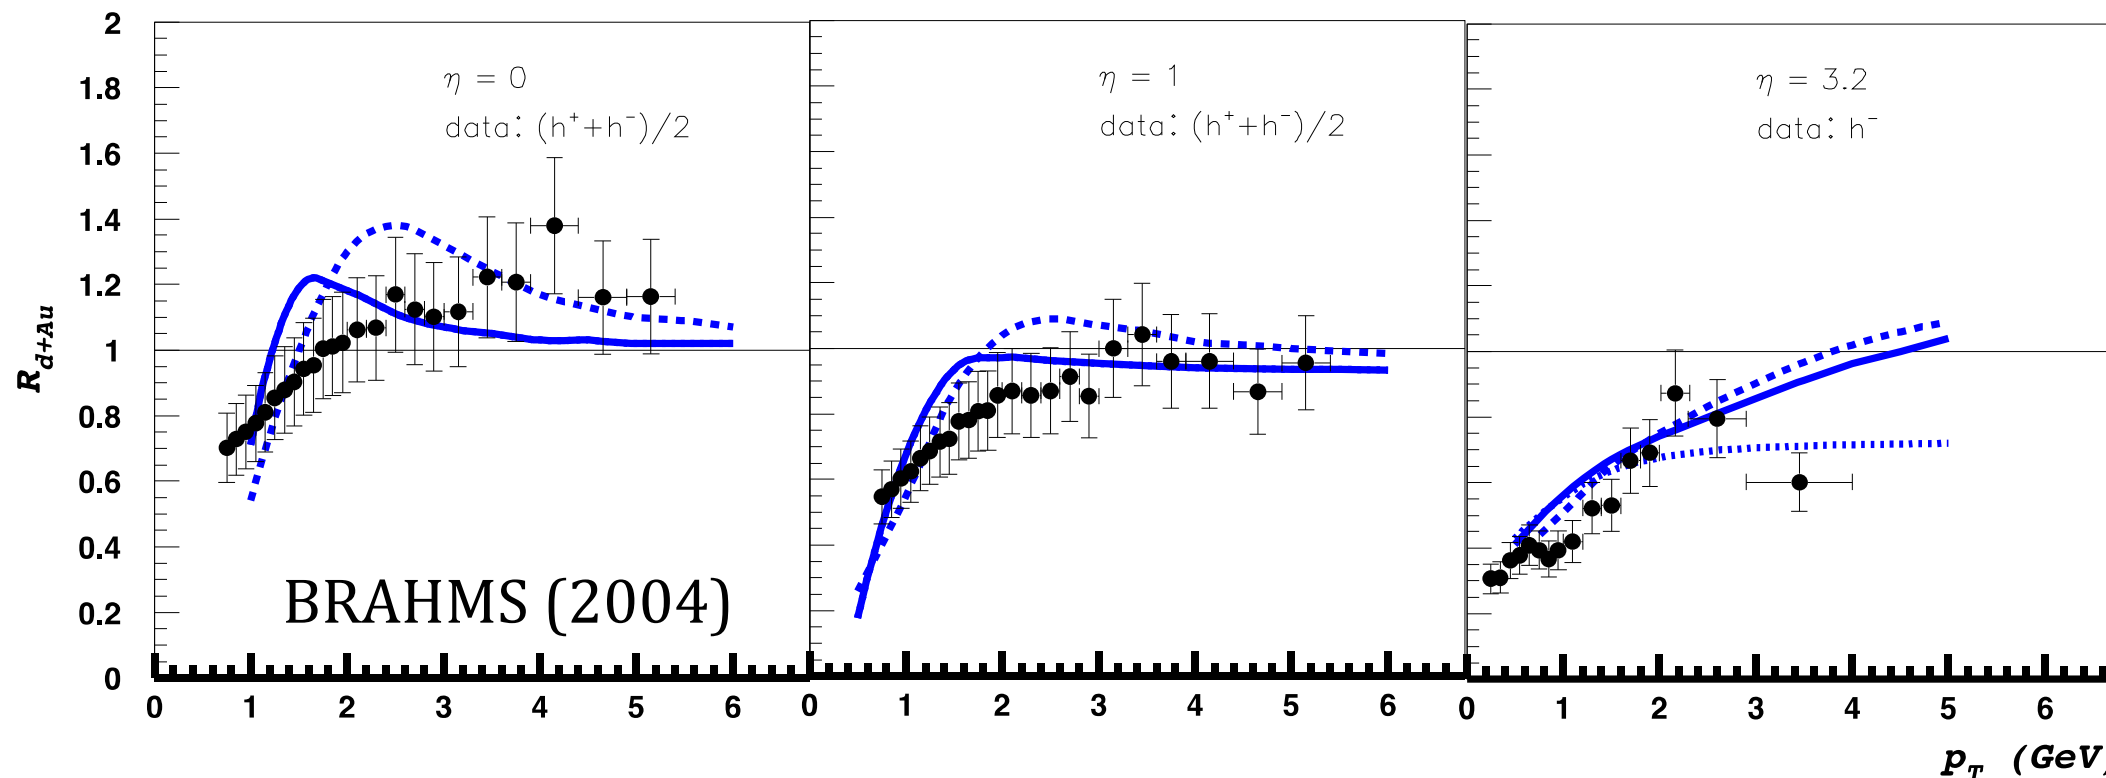 2
1.8
1.6
1.4
1.2
1
0.8
0.6
0.4
0.2
0
R_{d+Au}
η = 0
data: (h⁺+h⁻)/2
BRAHMS (2004)
0 1 2 3 4 5 6
η = 1
data: (h⁺+h⁻)/2
0 1 2 3 4 5 6
η = 3.2
data: h⁻
0 1 2 3 4 5 6
p_T (GeV)